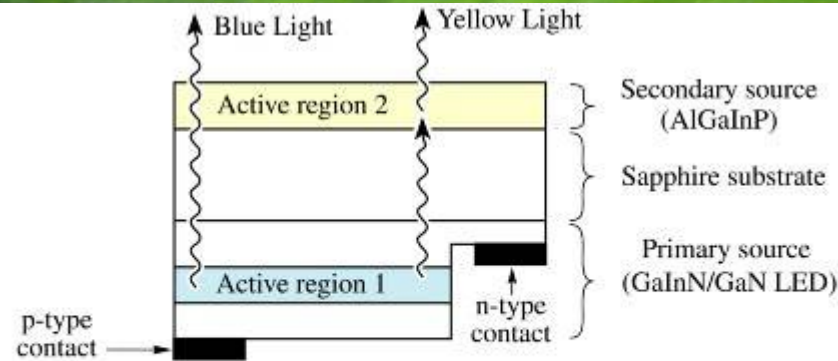 Blue Light
Yellow Light
Active region 2
Secondary source
(AlGaInP)
Sapphire substrate
Primary source
(GaInN/GaN LED)
Active region 1
n-type
contact
p-type
contact